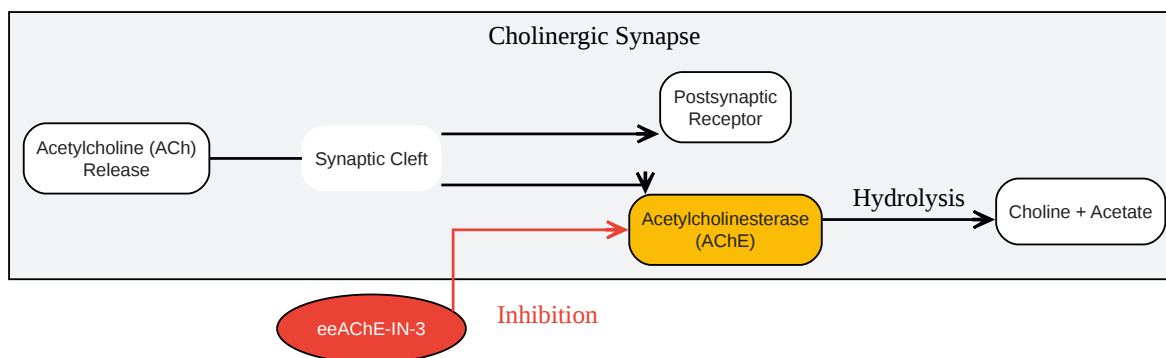 Cholinergic Synapse
Postsynaptic
Receptor
Acetylcholine (ACh)
Release
Synaptic Cleft
Acetylcholinesterase
(AChE)
Hydrolysis
Choline + Acetate
eeAChE-IN-3
Inhibition